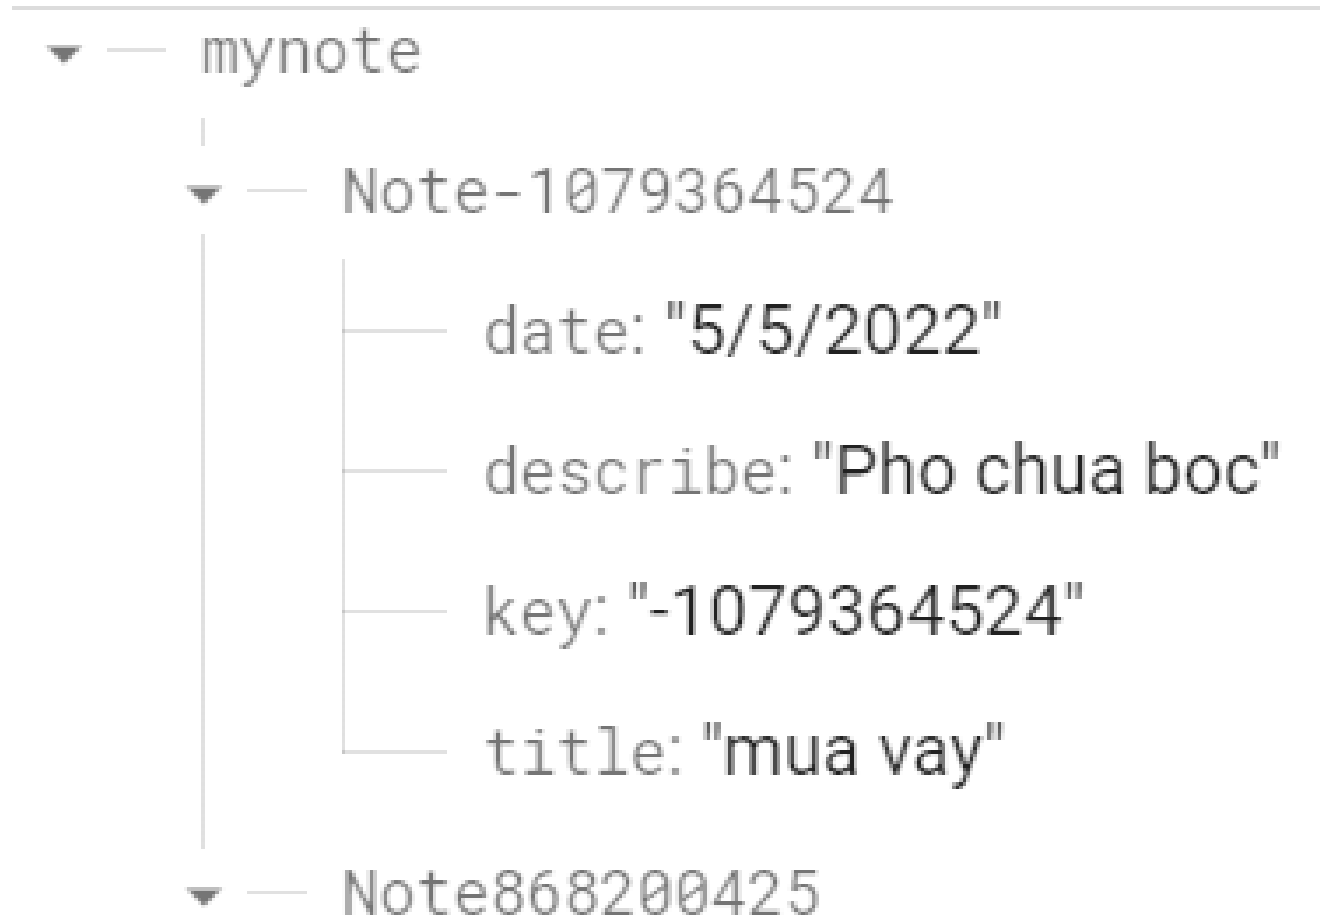 mynote
Note-1079364524
date: "5/5/2022"
describe: "Pho chua boc"
key: "-1079364524"
title: "mua vay"
Note868200425